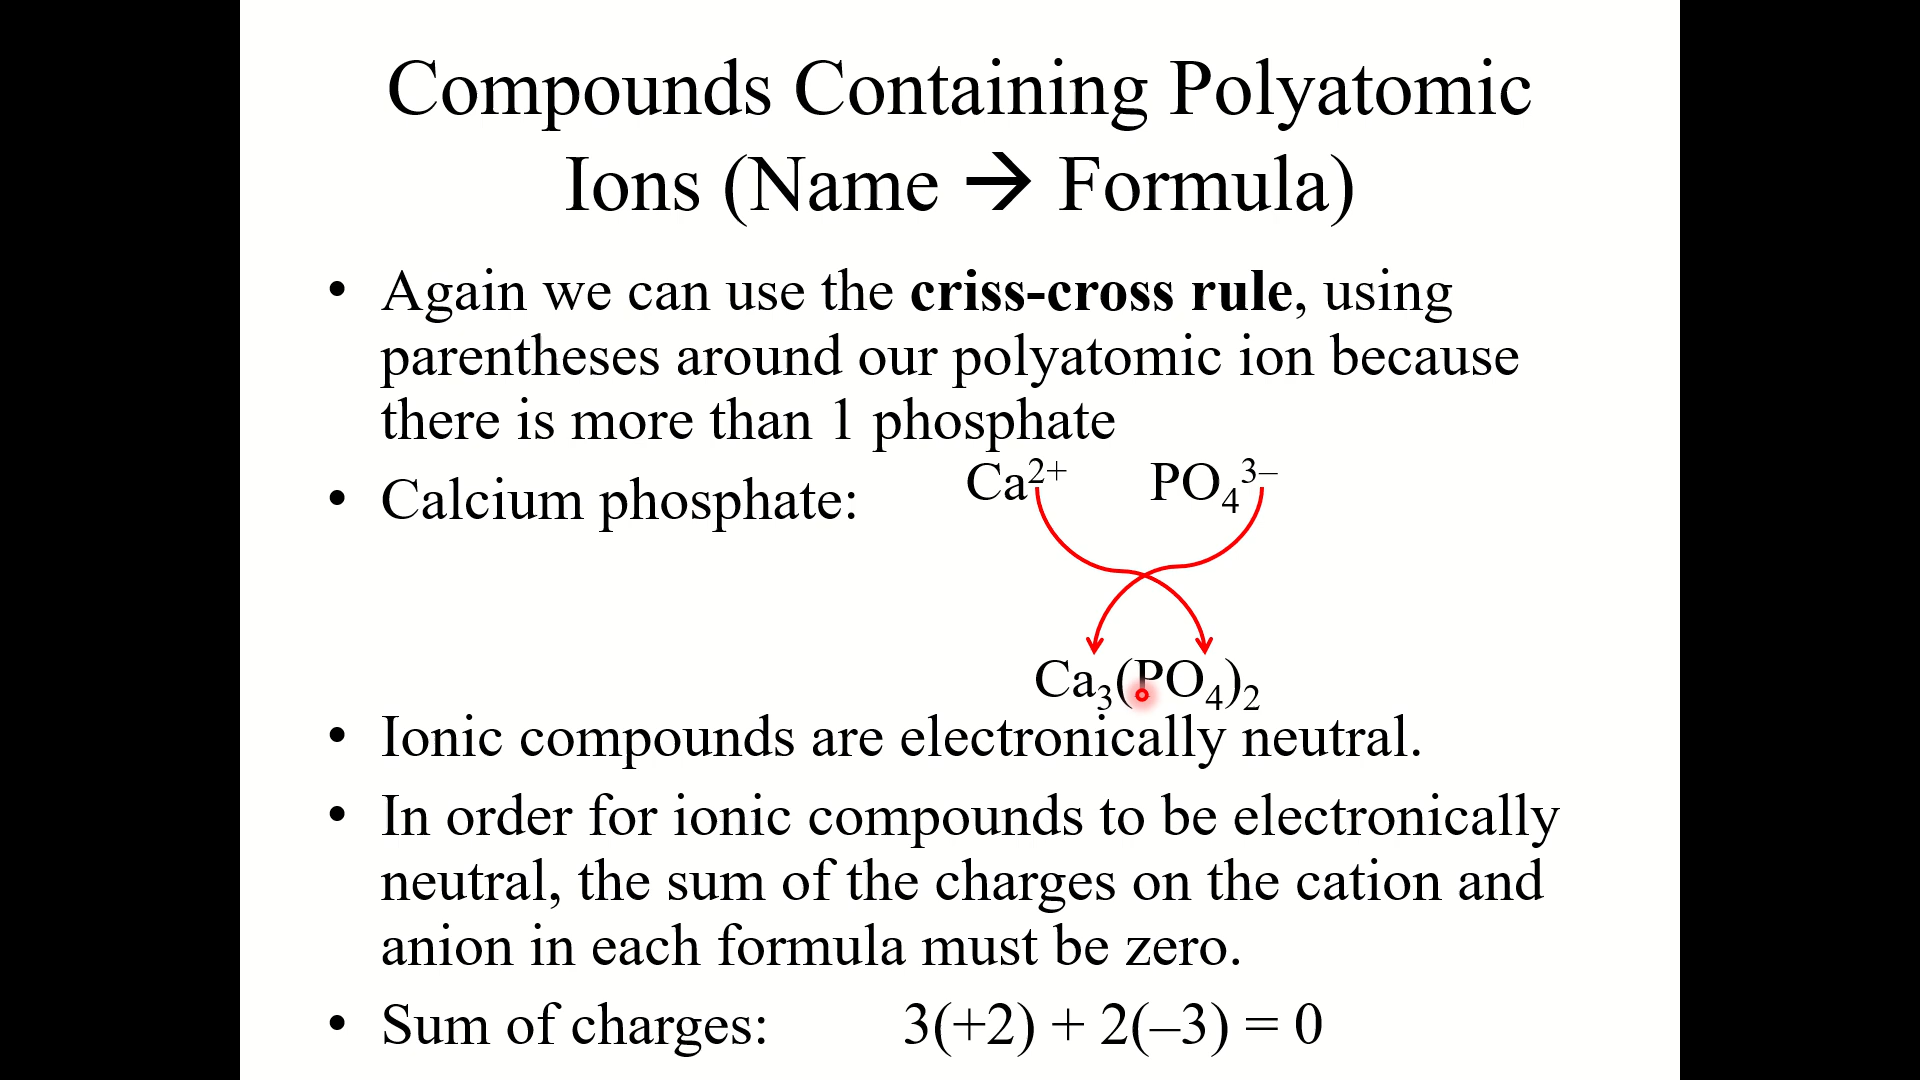 Compounds Containing Polyatomic
Ions (Name → Formula)
• Again we can use the criss-cross rule, using
parentheses around our polyatomic ion because
there is more than 1 phosphate
• Calcium phosphate: Ca²⁺ PO₄³⁻
Ca₃(PO₄)₂
• Ionic compounds are electronically neutral.
• In order for ionic compounds to be electronically
neutral, the sum of the charges on the cation and
anion in each formula must be zero.
• Sum of charges: 3(+2) + 2(–3) = 0